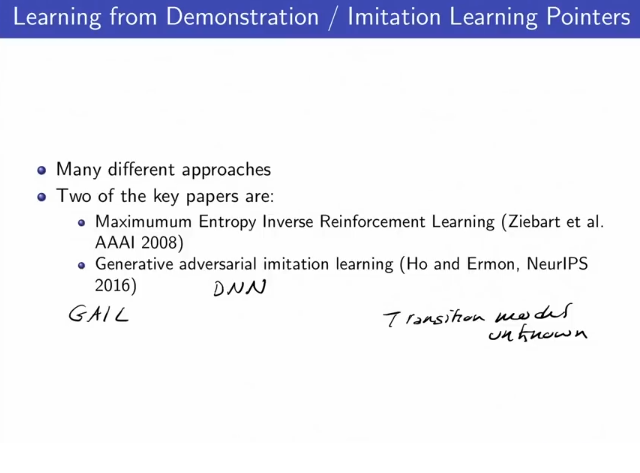 Learning from Demonstration / Imitation Learning Pointers
Many different approaches
Two of the key papers are:
Maximumum Entropy Inverse Reinforcement Learning (Ziebart et al.
AAAI 2008)
Generative adversarial imitation learning (Ho and Ermon, NeurIPS
2016) DNN
GAIL Transition model
unknown